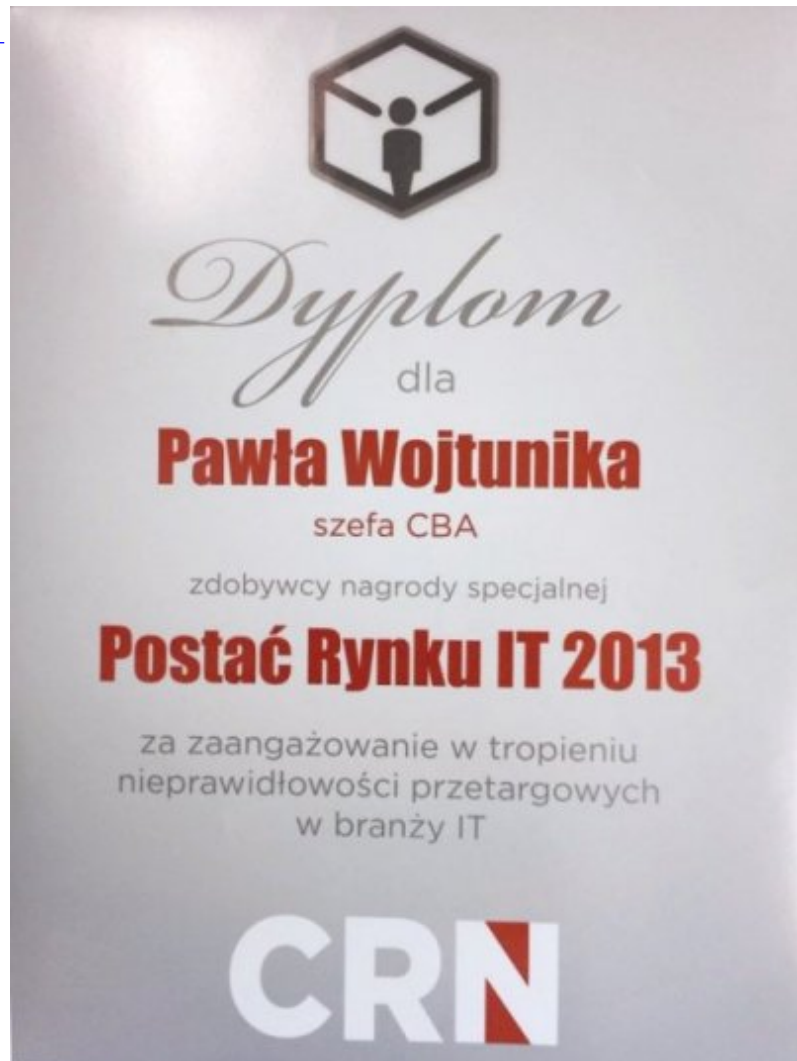 Dyplom
dla
Pawła Wojtunika
szefa CBA
zdobywcy nagrody specjalnej
Postać Rynku IT 2013
za zaangażowanie w tropieniu
nieprawidłowości przetargowych
w branży IT
CRN